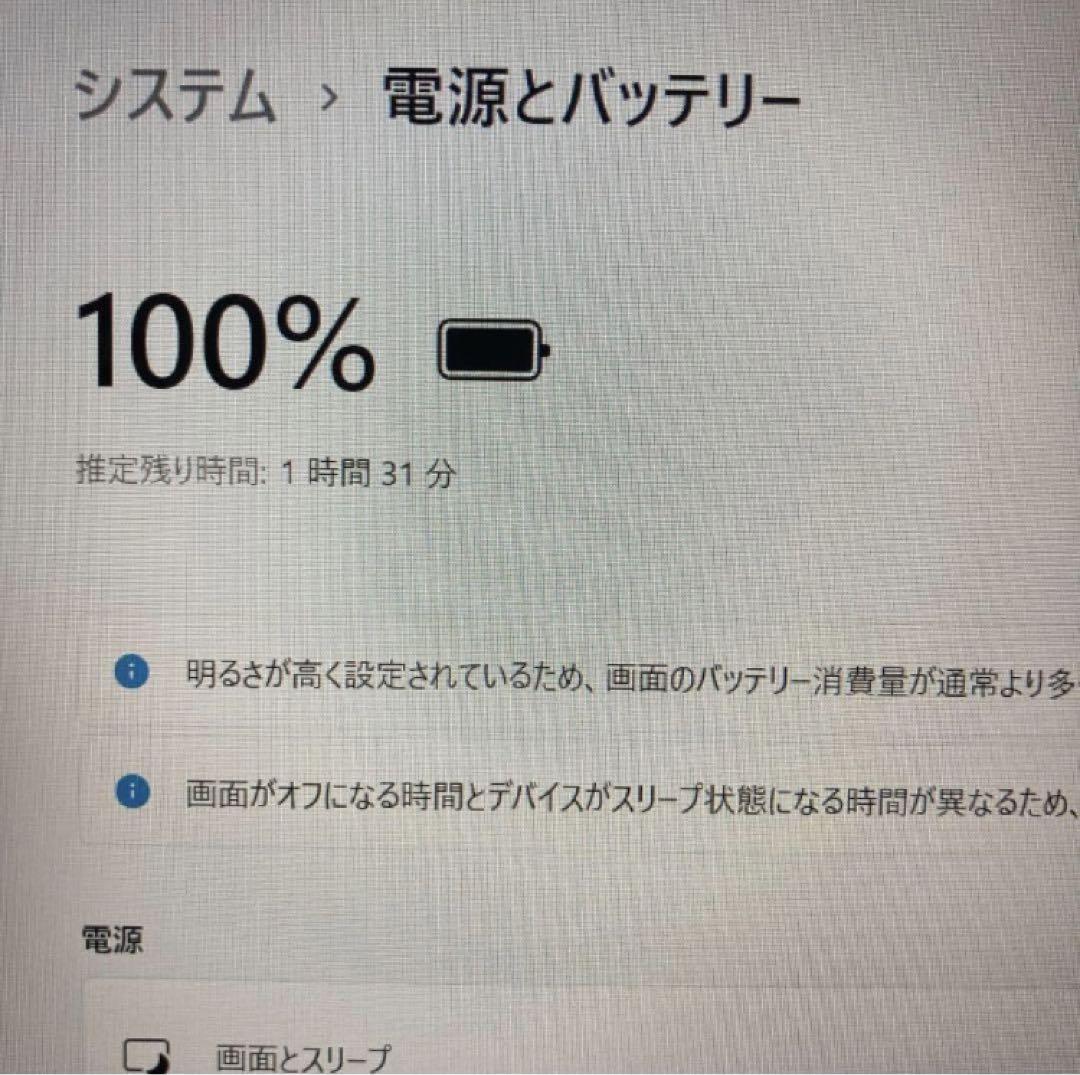 システム › 電源とバッテリー
100%
推定残り時間: 1 時間 31 分
明るさが高く設定されているため、画面のバッテリー消費量が通常より多
画面がオフになる時間とデバイスがスリープ状態になる時間が異なるため、
電源
画面とスリープ